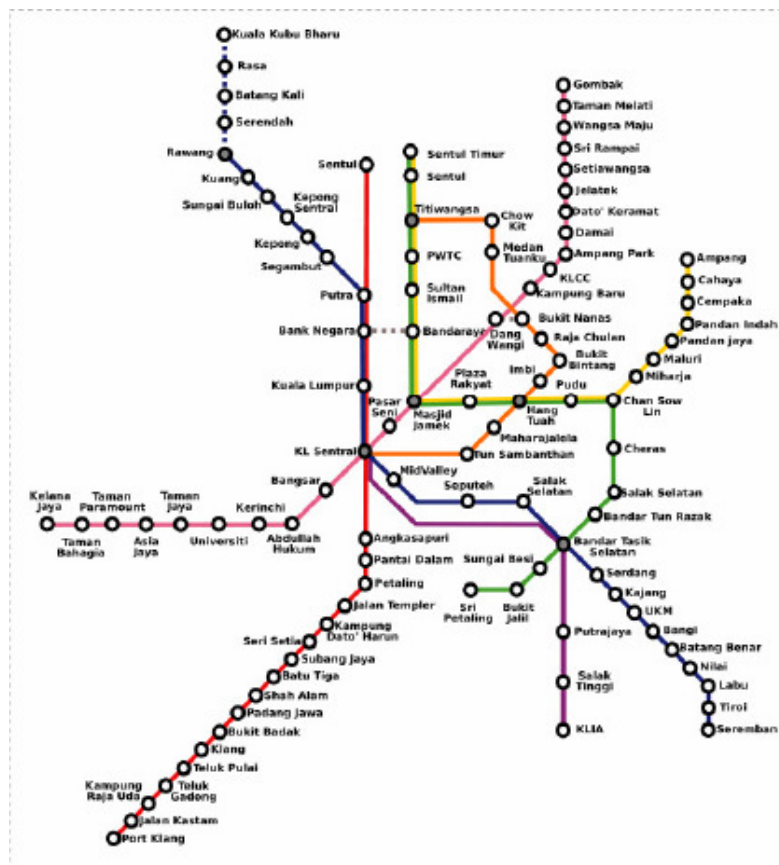 Kuala Kubu Bharu
Rasa
Batang Kali
Serendah
Rawang
Kuang
Sungai Buloh
Kepong
Sentral
Kepong
Segambut
Putra
Bank Negara
Kuala Lumpur
KL Sentral
Sentul
Sentul Timur
Sentul
Titiwangsa
PWTC
Sultan
Ismail
Bandaraya
Masjid
Jamek
Plaza
Rakyat
Hang
Tuah
Pudu
Chan Sow
Lin
Chow
Kit
Medan
Tuanku
Bukit Nanas
Raja Chulan
Bukit
Bintang
Imbi
Maharajalela
Tun Sambanthan
Gombak
Taman Melati
Wangsa Maju
Sri Rampai
Setiawangsa
Jelatek
Dato' Keramat
Damai
Ampang Park
KLCC
Kampung Baru
Dang
Wangi
Pasar
Seni
Bangsar
Abdullah
Hukum
Kerinchi
Universiti
Taman
Jaya
Asia
Jaya
Taman
Paramount
Taman
Bahagia
Kelana
Jaya
Ampang
Cahaya
Cempaka
Pandan Indah
Pandan jaya
Maluri
Miharja
Cheras
Salak Selatan
Bandar Tun Razak
Bandar Tasik
Selatan
Sungai Besi
Bukit
Jalil
Sri
Petaling
MidValley
Seputeh
Salak
Selatan
Serdang
Kajang
UKM
Bangi
Batang Benar
Nilai
Labu
Tiroi
Seremban
Putrajaya
Salak
Tinggi
KLIA
Angkasapuri
Pantai Dalam
Petaling
Jalan Templer
Kampung
Dato' Harun
Seri Setia
Subang Jaya
Batu Tiga
Shah Alam
Padang Jawa
Bukit Badak
Klang
Teluk Pulai
Teluk
Gadong
Kampung
Raja Uda
Jalan Kastam
Port Klang